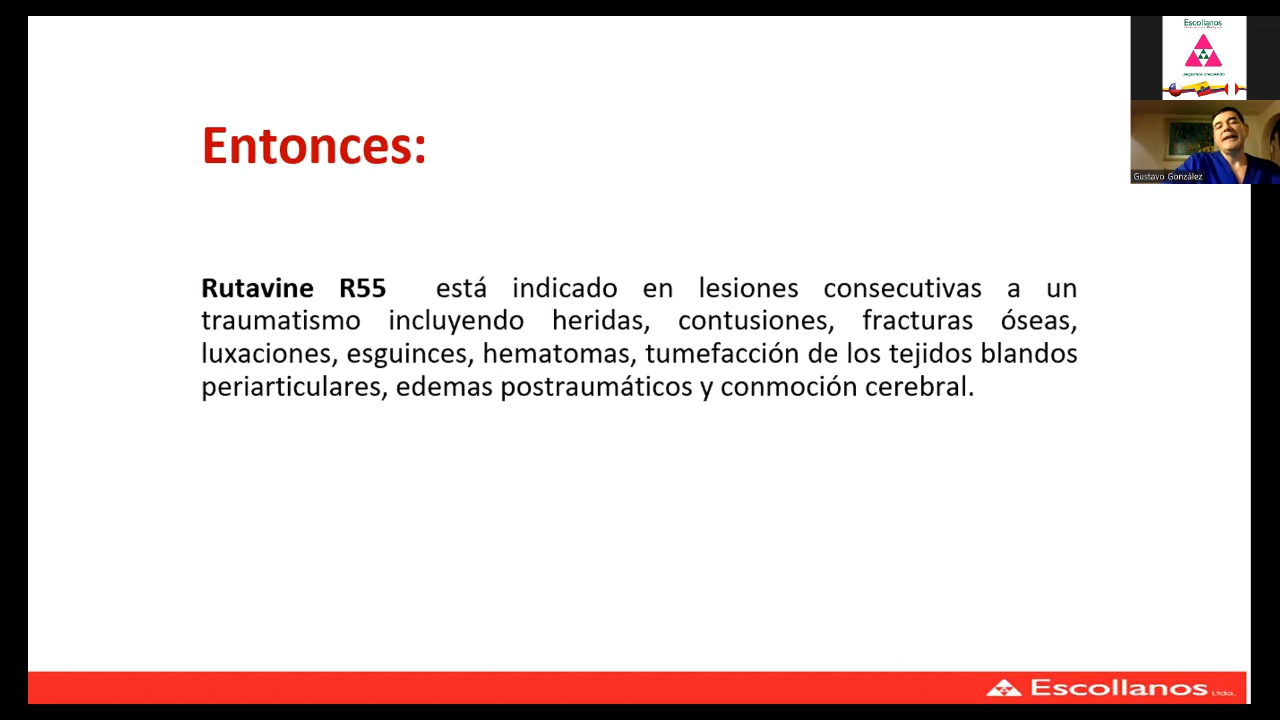 Escollanos
Entonces:
Gustavo González
Rutavine R55 está indicado en lesiones consecutivas a un
traumatismo incluyendo heridas, contusiones, fracturas óseas,
luxaciones, esguinces, hematomas, tumefacción de los tejidos blandos
periarticulares, edemas postraumáticos y conmoción cerebral.
Escollanos Ltda.